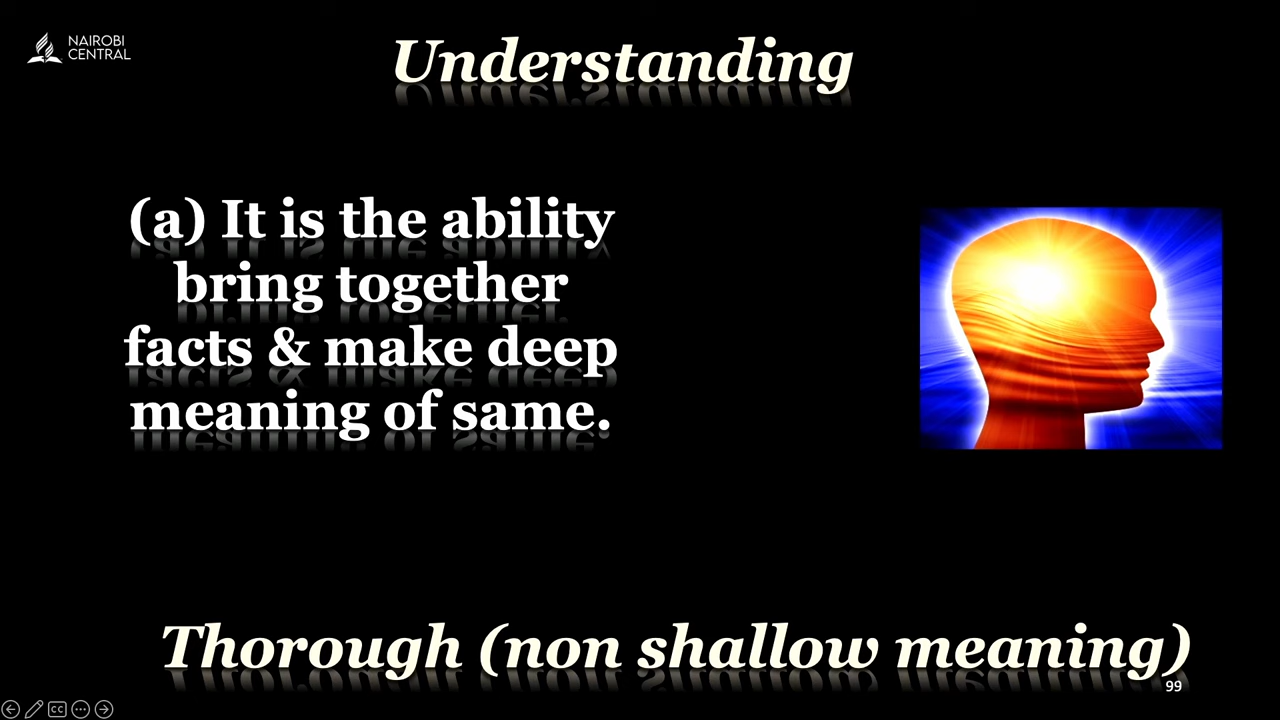 NAIROBI
CENTRAL
Understanding
(a) It is the ability
bring together
facts & make deep
meaning of same.
Thorough (non shallow meaning)
99
CC